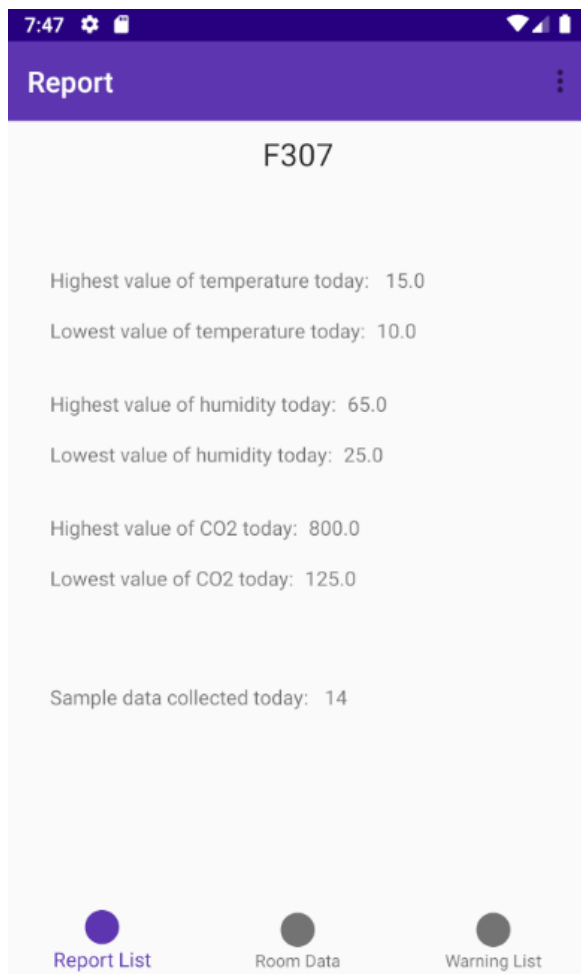 7:47
Report
F307
Highest value of temperature today: 15.0
Lowest value of temperature today: 10.0
Highest value of humidity today: 65.0
Lowest value of humidity today: 25.0
Highest value of CO2 today: 800.0
Lowest value of CO2 today: 125.0
Sample data collected today: 14
Report List Room Data Warning List